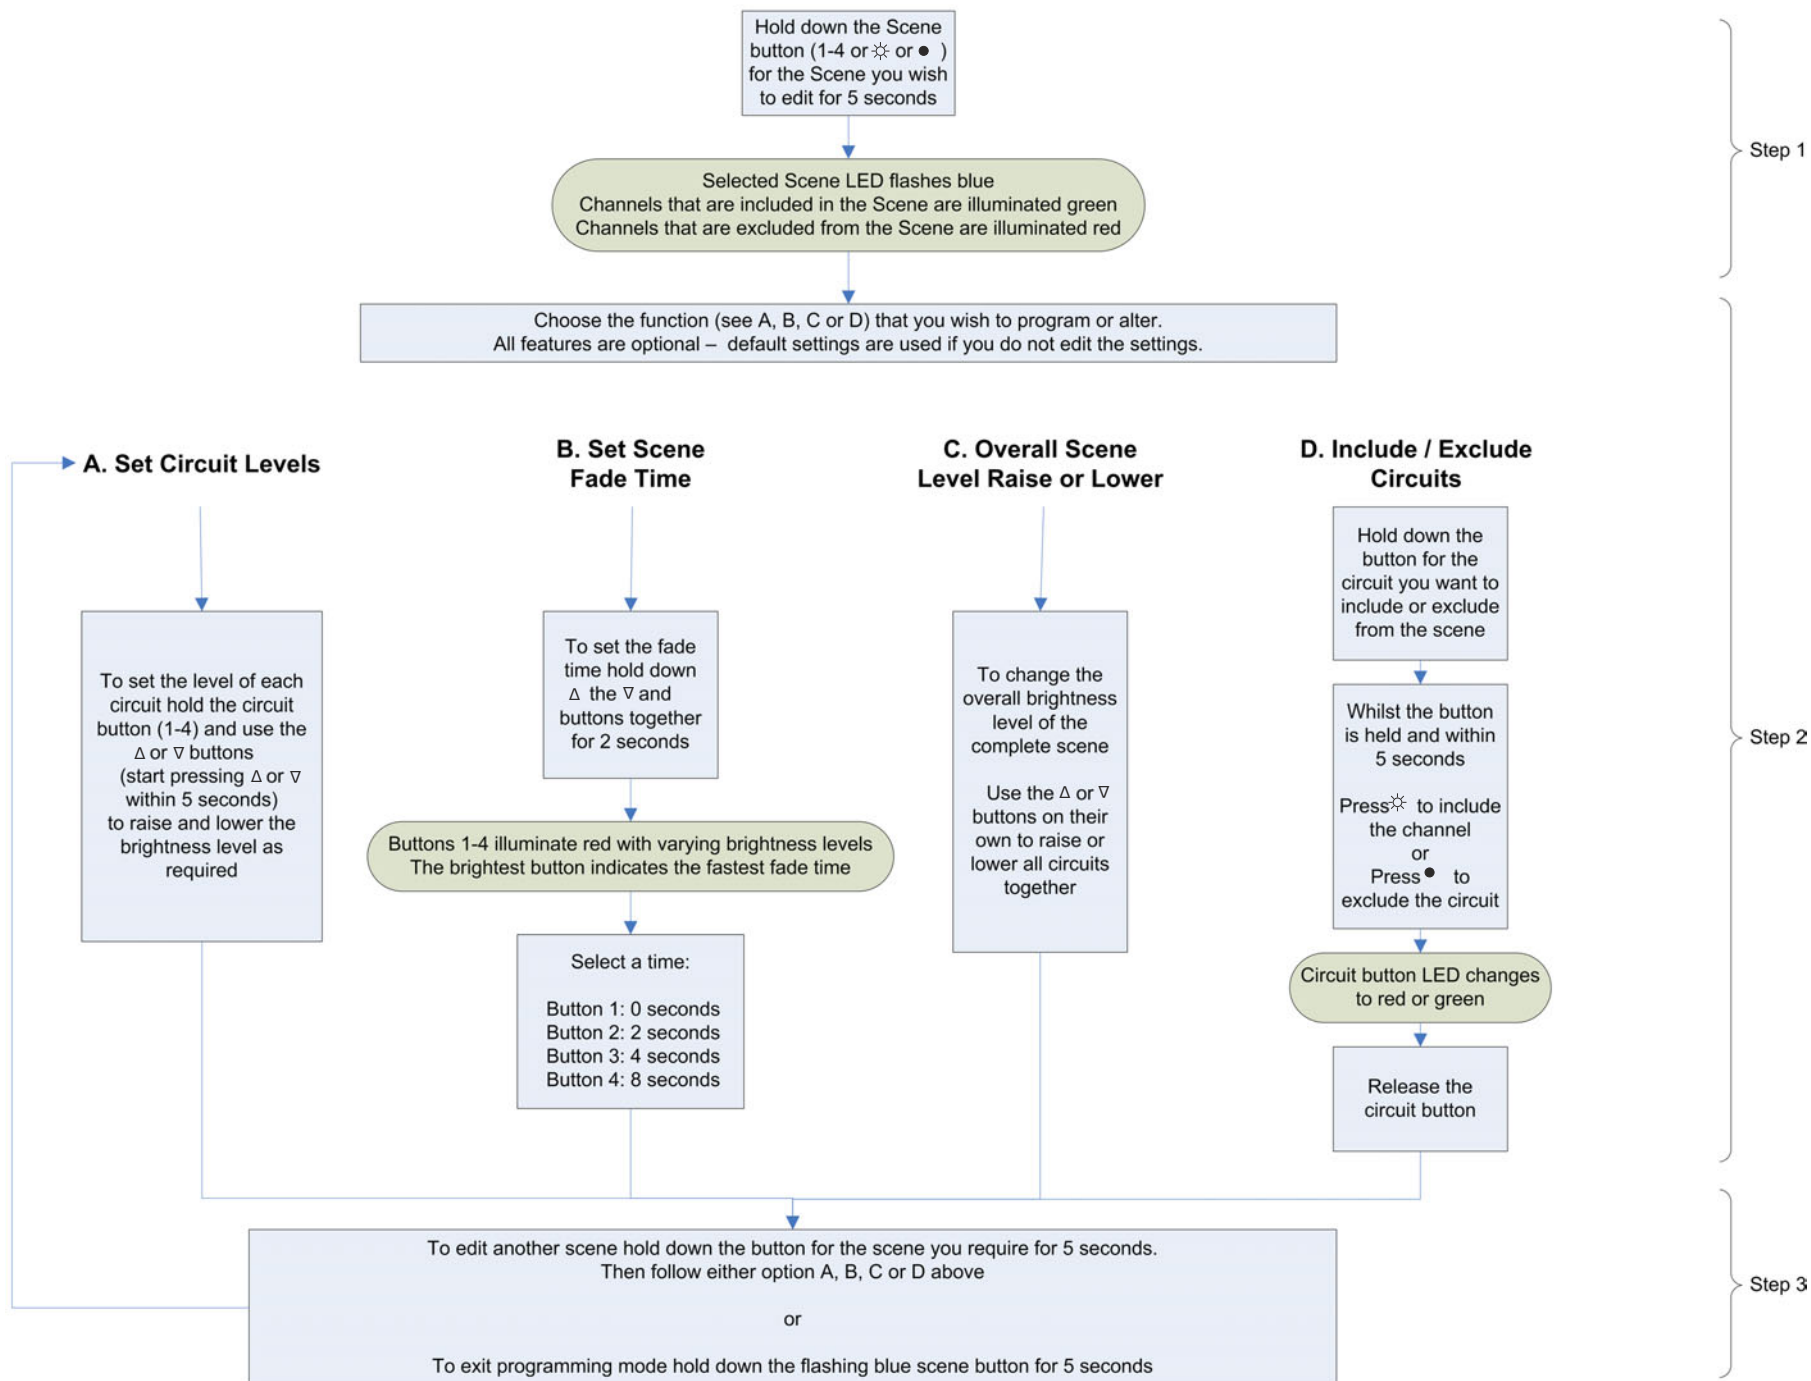 Hold down the Scene
button (1-4 or ☼ or ● )
for the Scene you wish
to edit for 5 seconds
Step 1
Selected Scene LED flashes blue
Channels that are included in the Scene are illuminated green
Channels that are excluded from the Scene are illuminated red
Choose the function (see A, B, C or D) that you wish to program or alter.
All features are optional – default settings are used if you do not edit the settings.
Step 2
A. Set Circuit Levels
To set the level of each
circuit hold the circuit
button (1-4) and use the
Δ or ∇ buttons
(start pressing Δ or ∇
within 5 seconds)
to raise and lower the
brightness level as
required
B. Set Scene
Fade Time
To set the fade
time hold down
Δ the ∇ and
buttons together
for 2 seconds
Buttons 1-4 illuminate red with varying brightness levels
The brightest button indicates the fastest fade time
Select a time:
Button 1: 0 seconds
Button 2: 2 seconds
Button 3: 4 seconds
Button 4: 8 seconds
C. Overall Scene
Level Raise or Lower
To change the
overall brightness
level of the
complete scene
Use the Δ or ∇
buttons on their
own to raise or
lower all circuits
together
D. Include / Exclude
Circuits
Hold down the
button for the
circuit you want to
include or exclude
from the scene
Whilst the button
is held and within
5 seconds
Press ☼ to include
the channel
or
Press ● to
exclude the circuit
Circuit button LED changes
to red or green
Release the
circuit button
To edit another scene hold down the button for the scene you require for 5 seconds.
Then follow either option A, B, C or D above
or
To exit programming mode hold down the flashing blue scene button for 5 seconds
Step 3